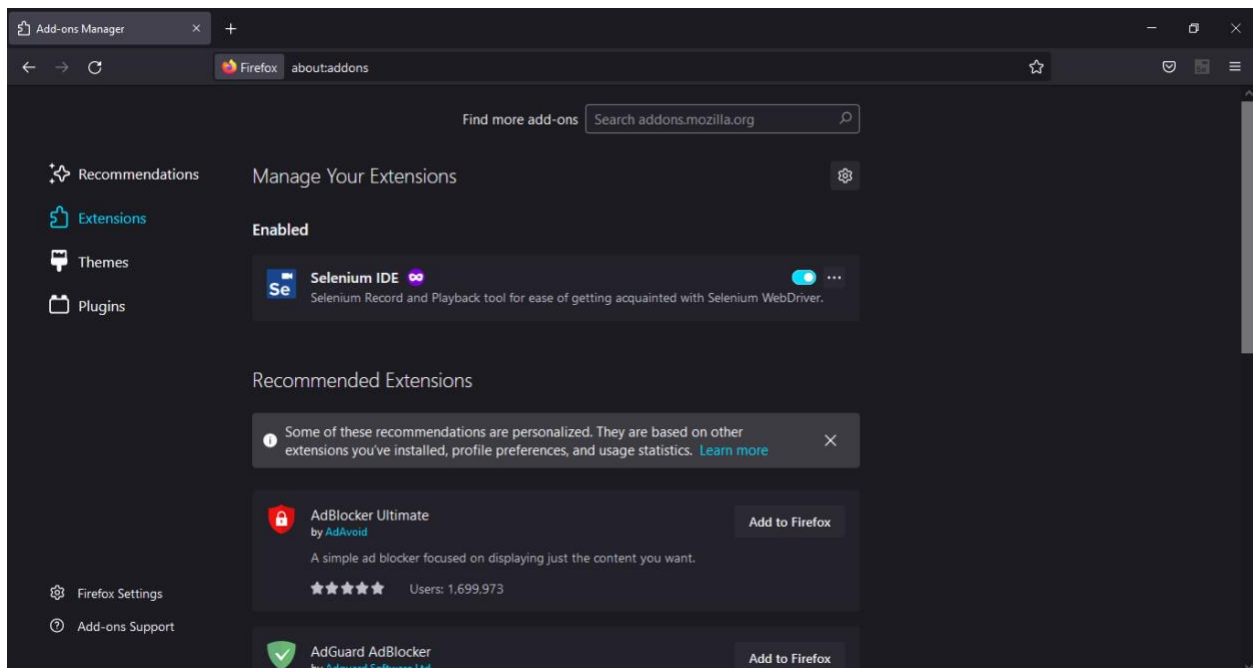 Add-ons Manager
Firefox about:addons
Find more add-ons Search addons.mozilla.org
Recommendations
Extensions
Themes
Plugins
Firefox Settings
Add-ons Support
Manage Your Extensions
Enabled
Se
Selenium IDE
Selenium Record and Playback tool for ease of getting acquainted with Selenium WebDriver.
Recommended Extensions
Some of these recommendations are personalized. They are based on other
extensions you've installed, profile preferences, and usage statistics. Learn more
AdBlocker Ultimate
by AdAvoid
Add to Firefox
A simple ad blocker focused on displaying just the content you want.
Users: 1,699,973
AdGuard AdBlocker
by Adguard Software Ltd
Add to Firefox